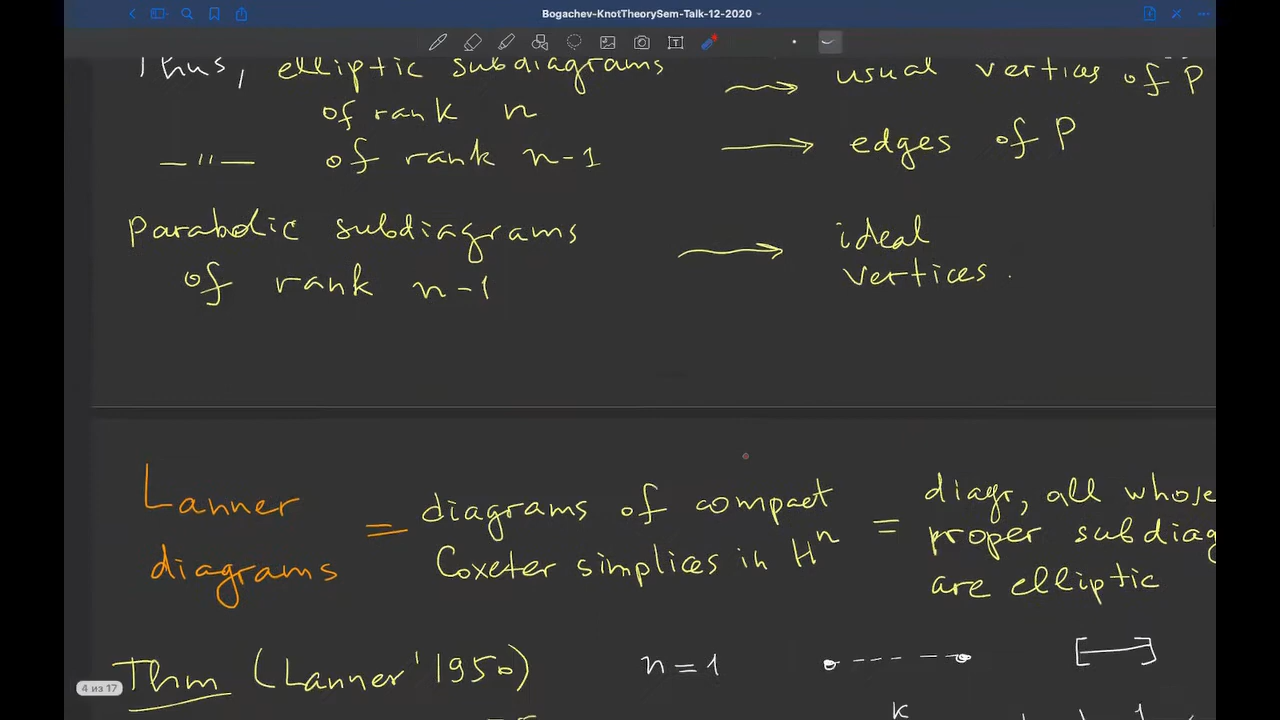 Bogachev-KnotTheorySem-Talk-12-2020
Thus, elliptic subdiagrams → usual vertices of P
of rank n
—"— of rank n-1 → edges of P
parabolic subdiagrams → ideal
of rank n-1 vertices.
Lanner = diagrams of compact = diagr, all whose
diagrams Coxeter simplices in Hⁿ proper subdiag
are elliptic
Thm (Lanner' 1950) n=1
k
4 из 17